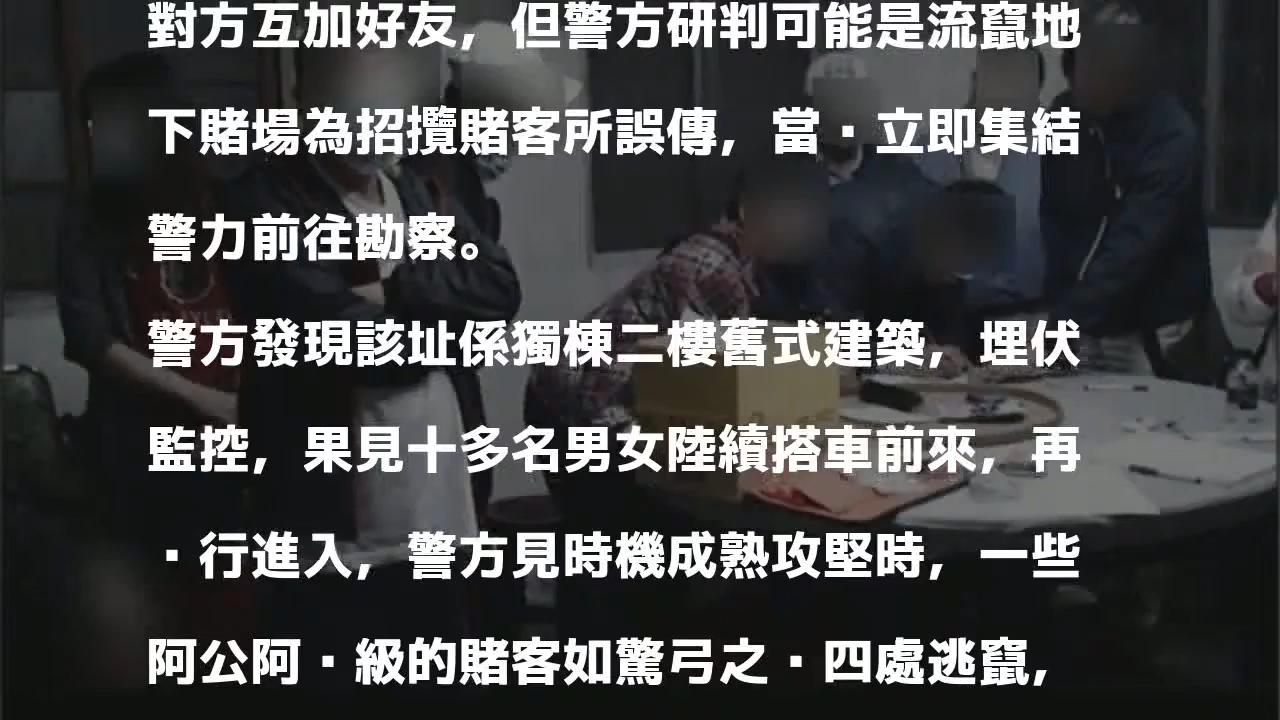 對方互加好友，但警方研判可能是流竄地
下賭場為招攬賭客所誤傳，當▪立即集結
警力前往勘察。
警方發現該址係獨棟二樓舊式建築，埋伏
監控，果見十多名男女陸續搭車前來，再
▪行進入，警方見時機成熟攻堅時，一些
阿公阿▪級的賭客如驚弓之▪四處逃竄，